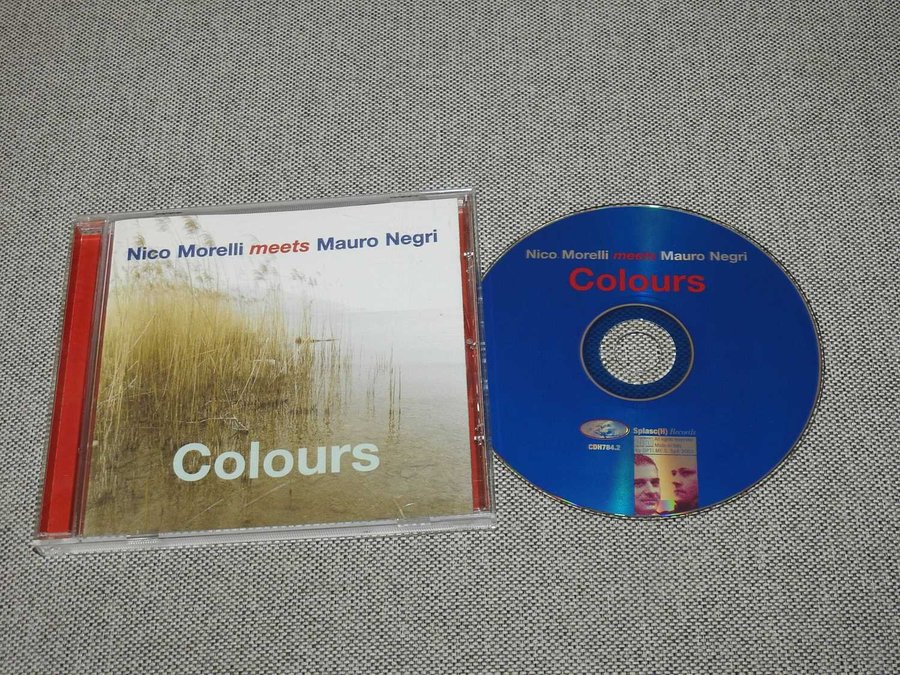 Nico Morelli meets Mauro Negri
Colours
Nico Morelli meets Mauro Negri
Colours
Splasc(H) Records
CDH784.2